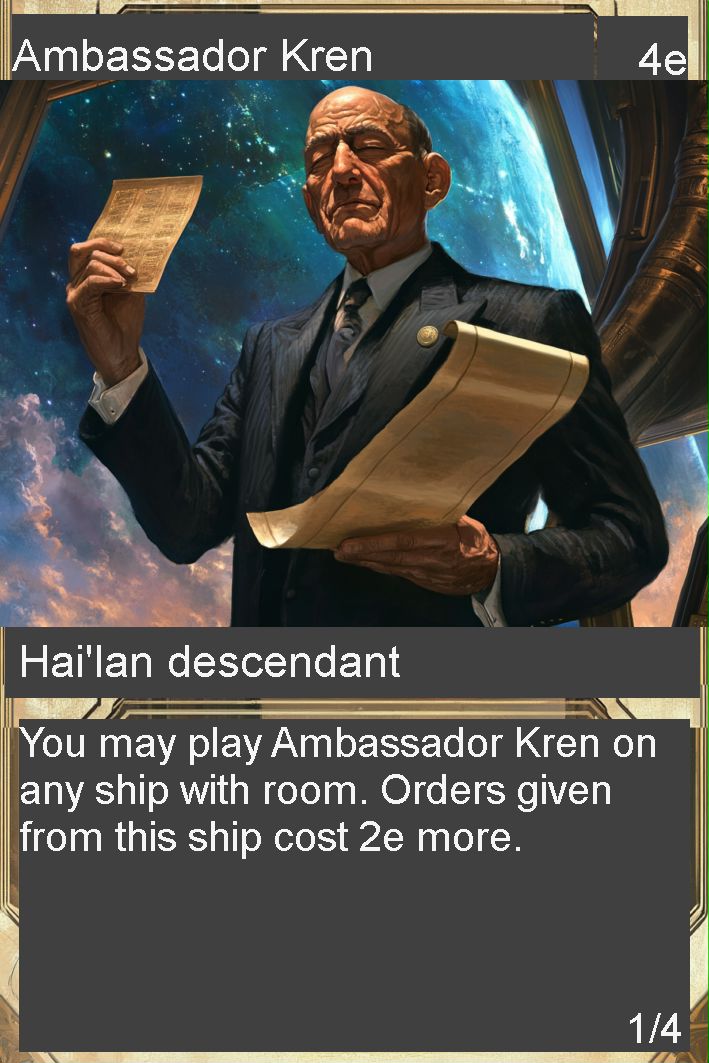 Ambassador Kren
4e
Hai'lan descendant
You may play Ambassador Kren on
any ship with room. Orders given
from this ship cost 2e more.
1/4